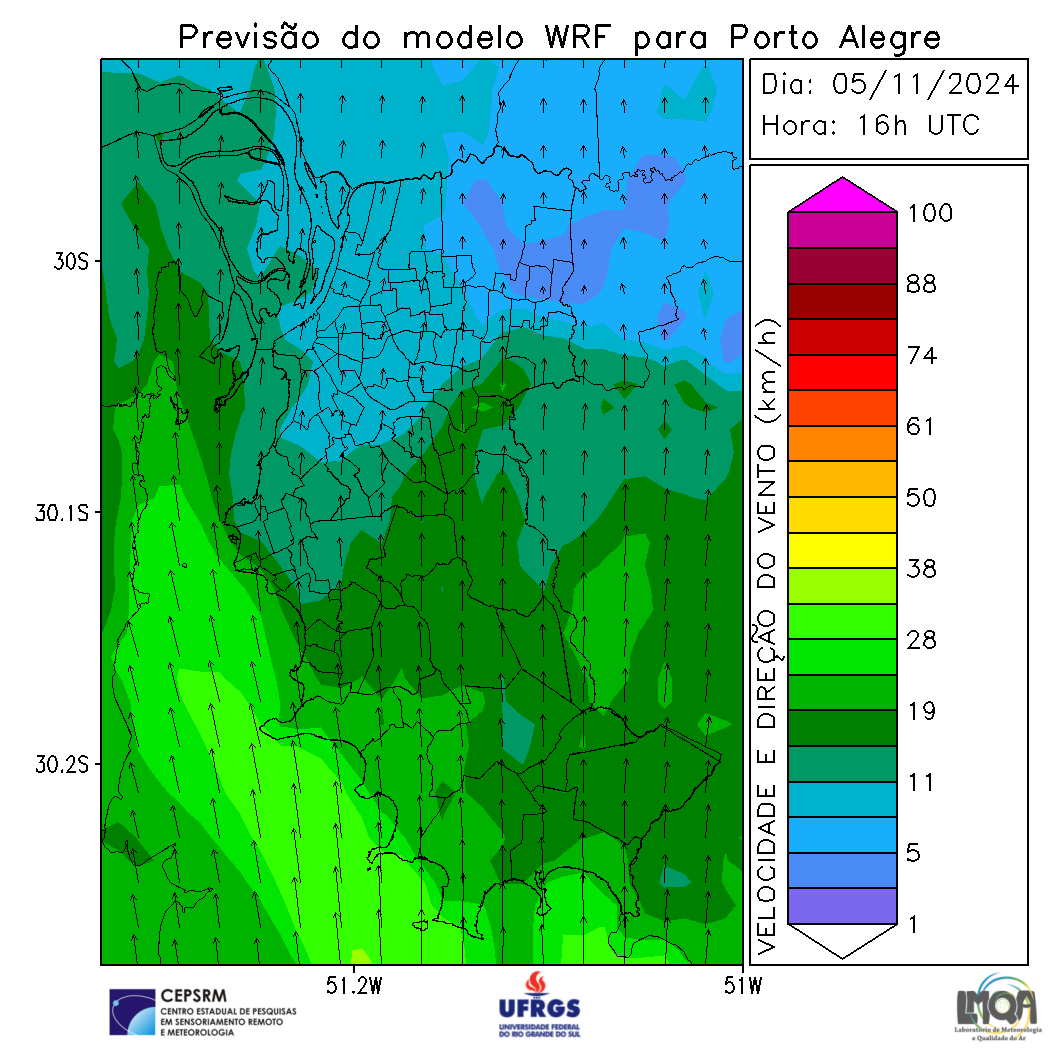 Previsão do modelo WRF para Porto Alegre
Dia: 05/11/2024
Hora: 16h UTC
30S
30.1S
30.2S
51.2W
51W
VELOCIDADE E DIREÇÃO DO VENTO (km/h)
100
88
74
61
50
38
28
19
11
5
1
CEPSRM
CENTRO ESTADUAL DE PESQUISAS
EM SENSORIAMENTO REMOTO
E METEOROLOGIA
UFRGS
UNIVERSIDADE FEDERAL
DO RIO GRANDE DO SUL
LMQA
Laboratório de Meteorologia
e Qualidade do Ar